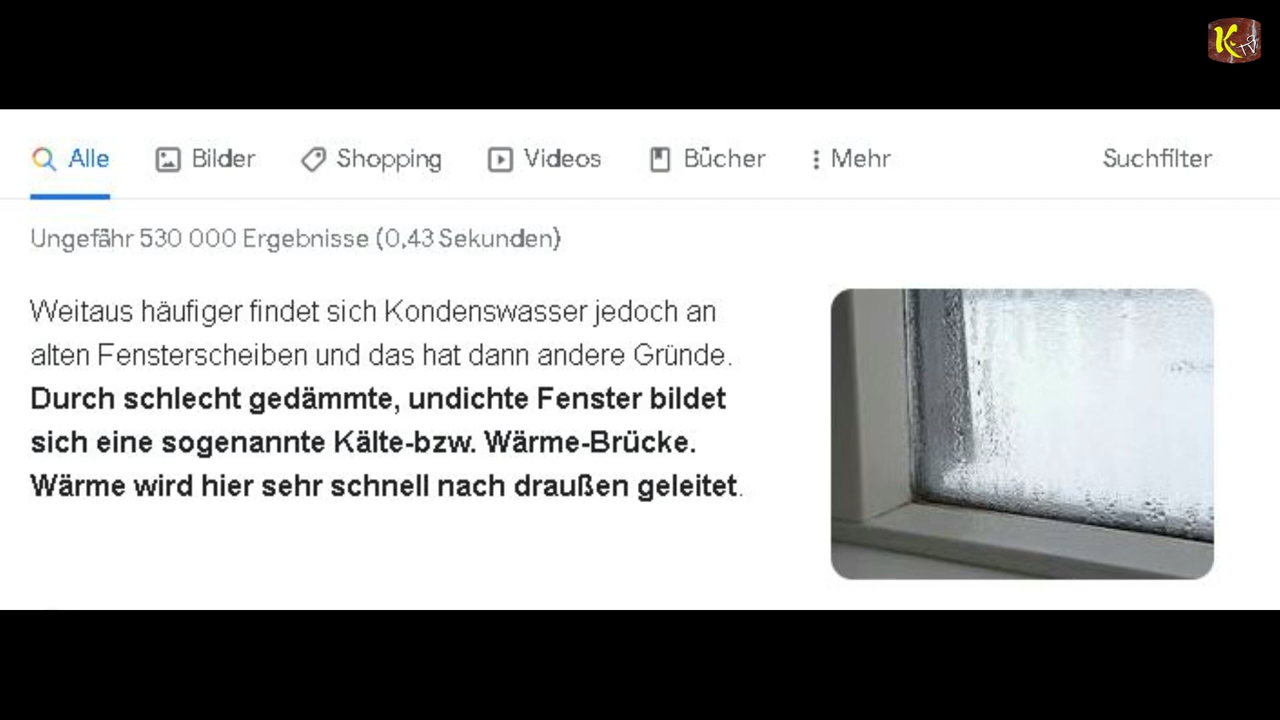 K TV
Alle Bilder Shopping Videos Bücher Mehr Suchfilter
Ungefähr 530 000 Ergebnisse (0,43 Sekunden)
Weitaus häufiger findet sich Kondenswasser jedoch an
alten Fensterscheiben und das hat dann andere Gründe.
Durch schlecht gedämmte, undichte Fenster bildet
sich eine sogenannte Kälte-bzw. Wärme-Brücke.
Wärme wird hier sehr schnell nach draußen geleitet.